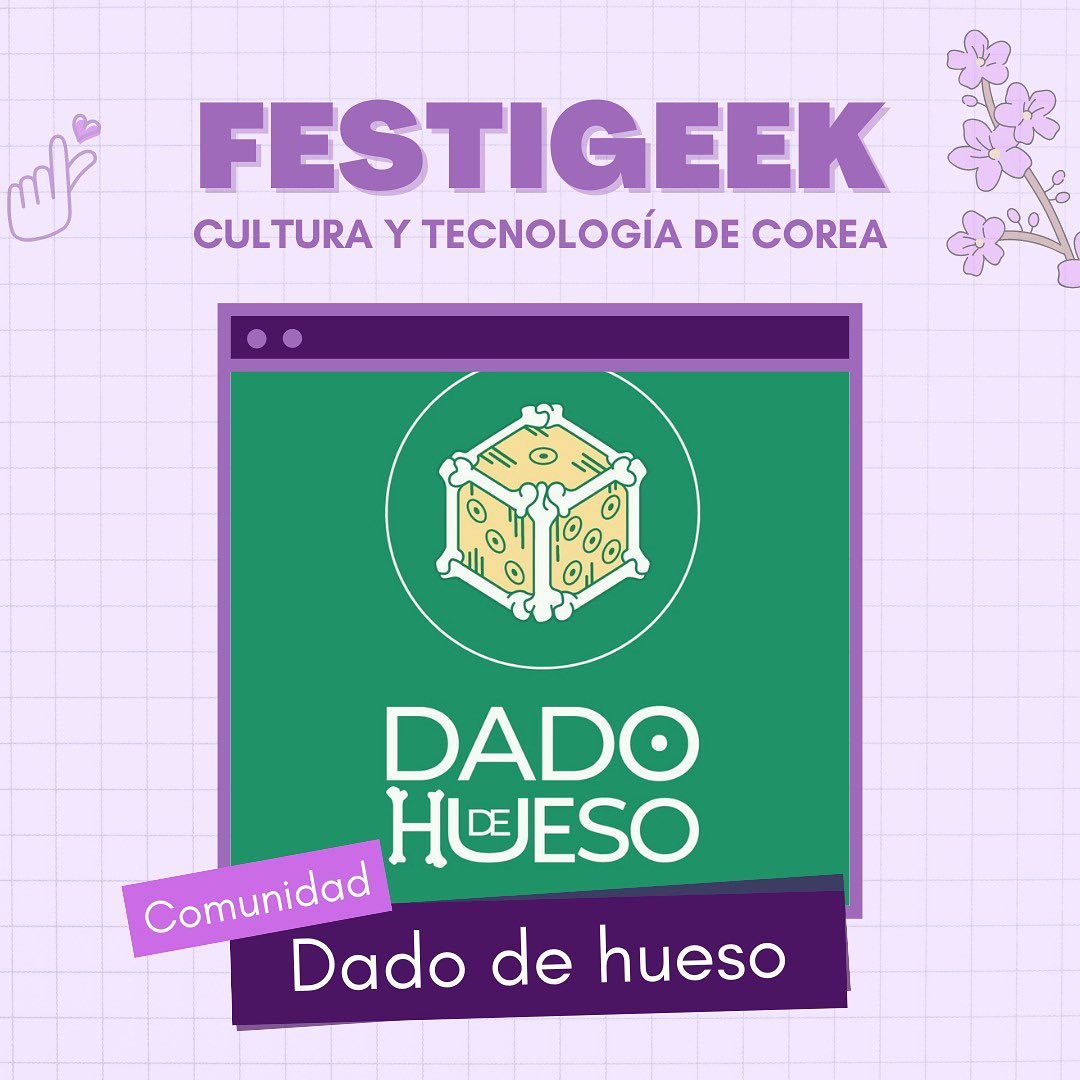 FESTIGEEK
CULTURA Y TECNOLOGÍA DE COREA
DADO
DE
HUESO
Comunidad
Dado de hueso